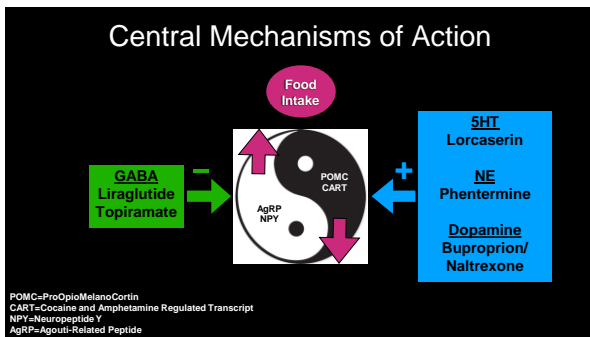 Central Mechanisms of Action
Food
Intake
GABA
Liraglutide
Topiramate
–
POMC
CART
AgRP
NPY
+
5HT
Lorcaserin
NE
Phentermine
Dopamine
Buproprion/
Naltrexone
POMC=ProOpioMelanoCortin
CART=Cocaine and Amphetamine Regulated Transcript
NPY=Neuropeptide Y
AgRP=Agouti-Related Peptide